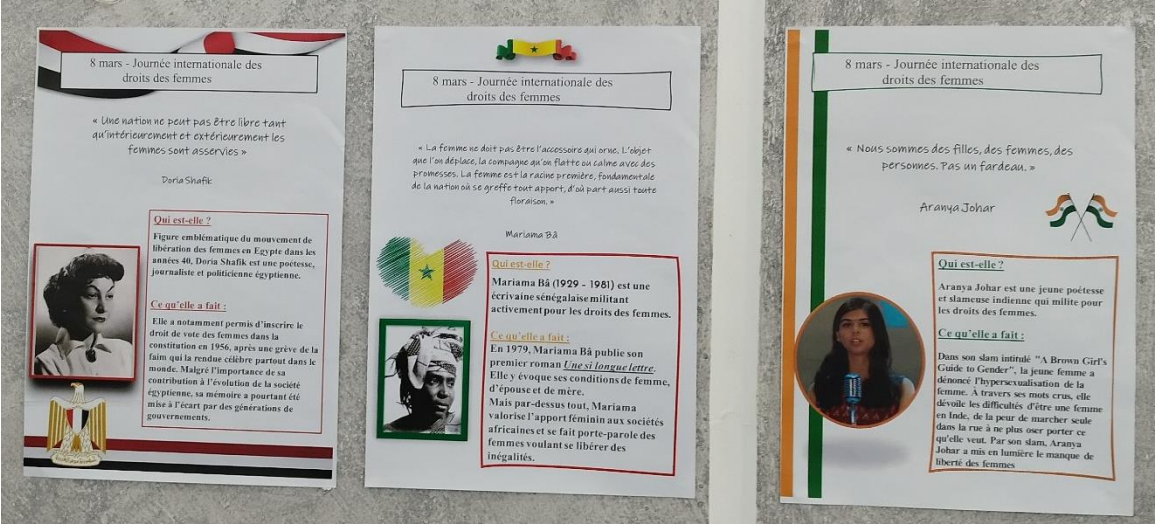 8 mars - Journée internationale des
droits des femmes
« Une nation ne peut pas être libre tant
qu'intérieurement et extérieurement les
femmes sont asservies »
Doria Shafik
Qui est-elle ?
Figure emblématique du mouvement de
libération des femmes en Egypte dans les
années 40, Doria Shafik est une poétesse,
journaliste et politicienne égyptienne.
Ce qu'elle a fait :
Elle a notamment permis d'inscrire le
droit de vote des femmes dans la
constitution en 1956, après une grève de la
faim qui la rendue célèbre partout dans le
monde. Malgré l'importance de sa
contribution à l'évolution de la société
égyptienne, sa mémoire a pourtant été
mise à l'écart par des générations de
gouvernements.
8 mars - Journée internationale des
droits des femmes
« La femme ne doit pas être l'accessoire qui orne. L'objet
que l'on déplace, la compagne qu'on flatte ou calme avec des
promesses. La femme est la racine première, fondamentale
de la nation où se greffe tout apport, d'où part aussi toute
floraison. »
Mariama Bâ
Qui est-elle ?
Mariama Bâ (1929 - 1981) est une
écrivaine sénégalaise militant
activement pour les droits des femmes.
Ce qu'elle a fait :
En 1979, Mariama Bâ publie son
premier roman Une si longue lettre.
Elle y évoque ses conditions de femme,
d'épouse et de mère.
Mais par-dessus tout, Mariama
valorise l'apport féminin aux sociétés
africaines et se fait porte-parole des
femmes voulant se libérer des
inégalités.
8 mars - Journée internationale des
droits des femmes
« Nous sommes des filles, des femmes, des
personnes. Pas un fardeau. »
Aranya Johar
Qui est-elle ?
Aranya Johar est une jeune poétesse
et slameuse indienne qui milite pour
les droits des femmes.
Ce qu'elle a fait :
Dans son slam intitulé "A Brown Girl's
Guide to Gender", la jeune femme a
dénoncé l'hypersexualisation de la
femme. À travers ses mots crus, elle
dévoile les difficultés d'être une femme
en Inde, de la peur de marcher seule
dans la rue à ne plus oser porter ce
qu'elle veut. Par son slam, Aranya
Johar a mis en lumière le manque de
liberté des femmes